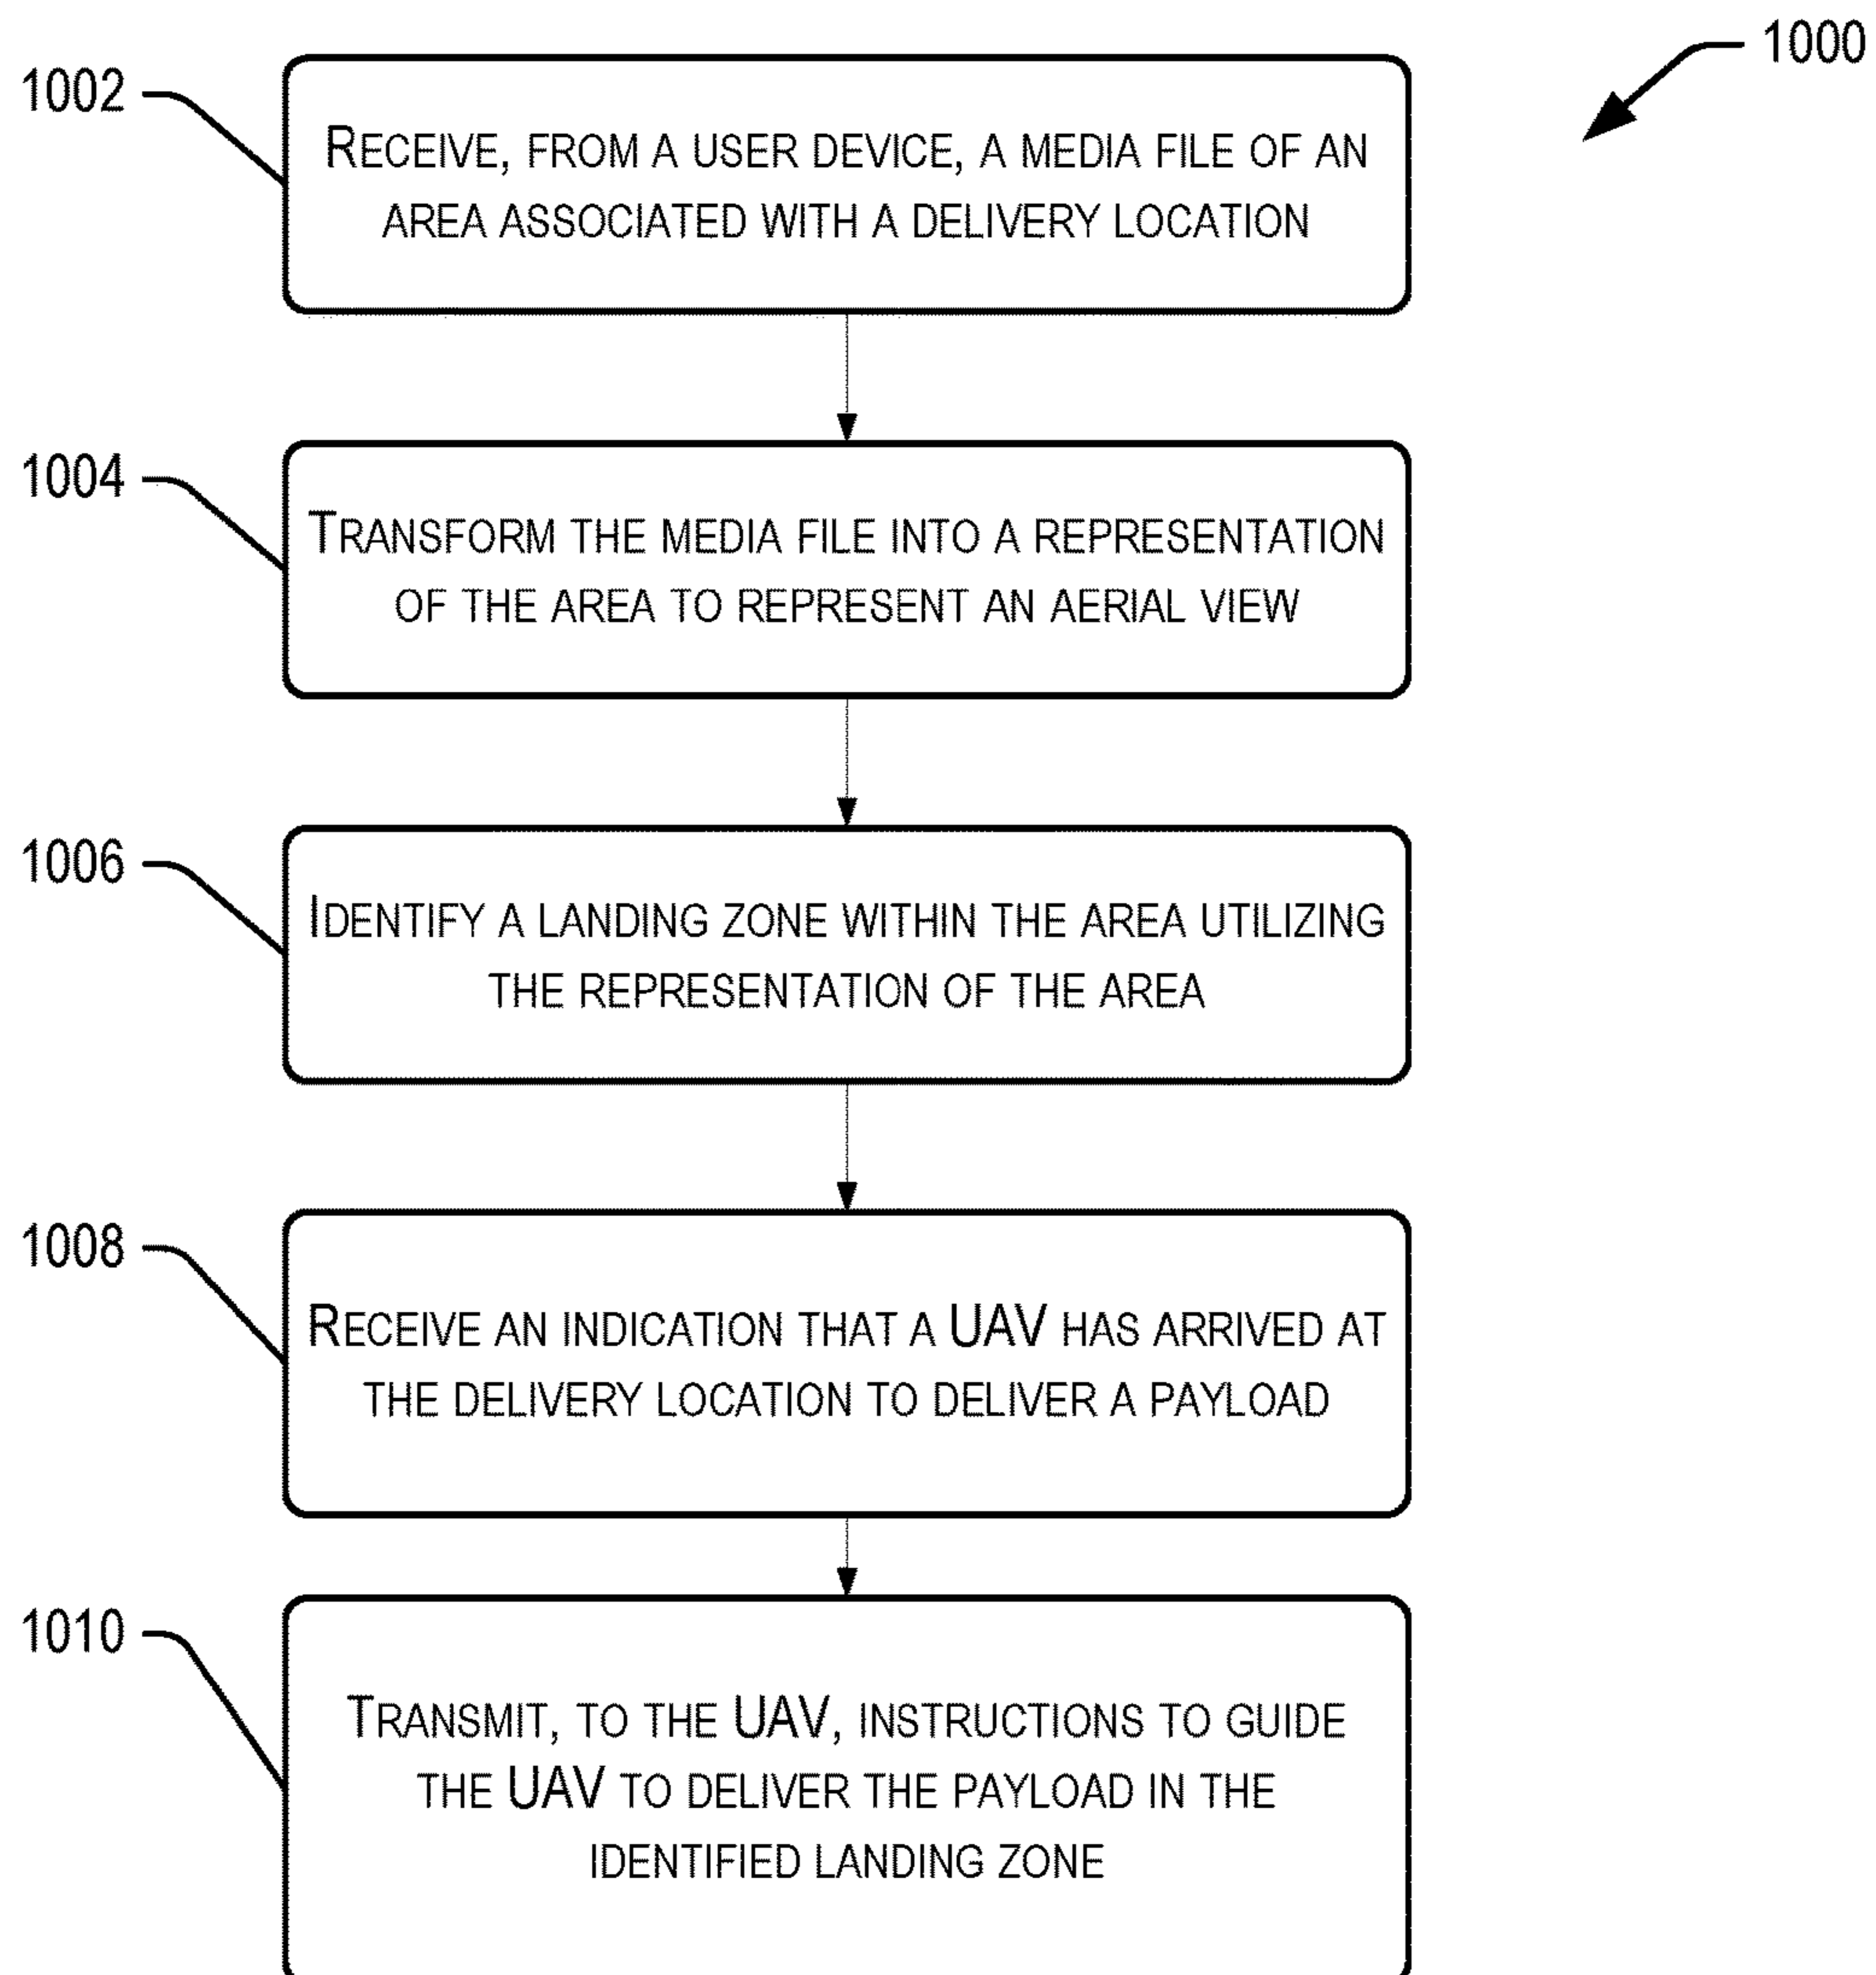 1000
1002
RECEIVE, FROM A USER DEVICE, A MEDIA FILE OF AN
AREA ASSOCIATED WITH A DELIVERY LOCATION
1004
TRANSFORM THE MEDIA FILE INTO A REPRESENTATION
OF THE AREA TO REPRESENT AN AERIAL VIEW
1006
IDENTIFY A LANDING ZONE WITHIN THE AREA UTILIZING
THE REPRESENTATION OF THE AREA
1008
RECEIVE AN INDICATION THAT A UAV HAS ARRIVED AT
THE DELIVERY LOCATION TO DELIVER A PAYLOAD
1010
TRANSMIT, TO THE UAV, INSTRUCTIONS TO GUIDE
THE UAV TO DELIVER THE PAYLOAD IN THE
IDENTIFIED LANDING ZONE